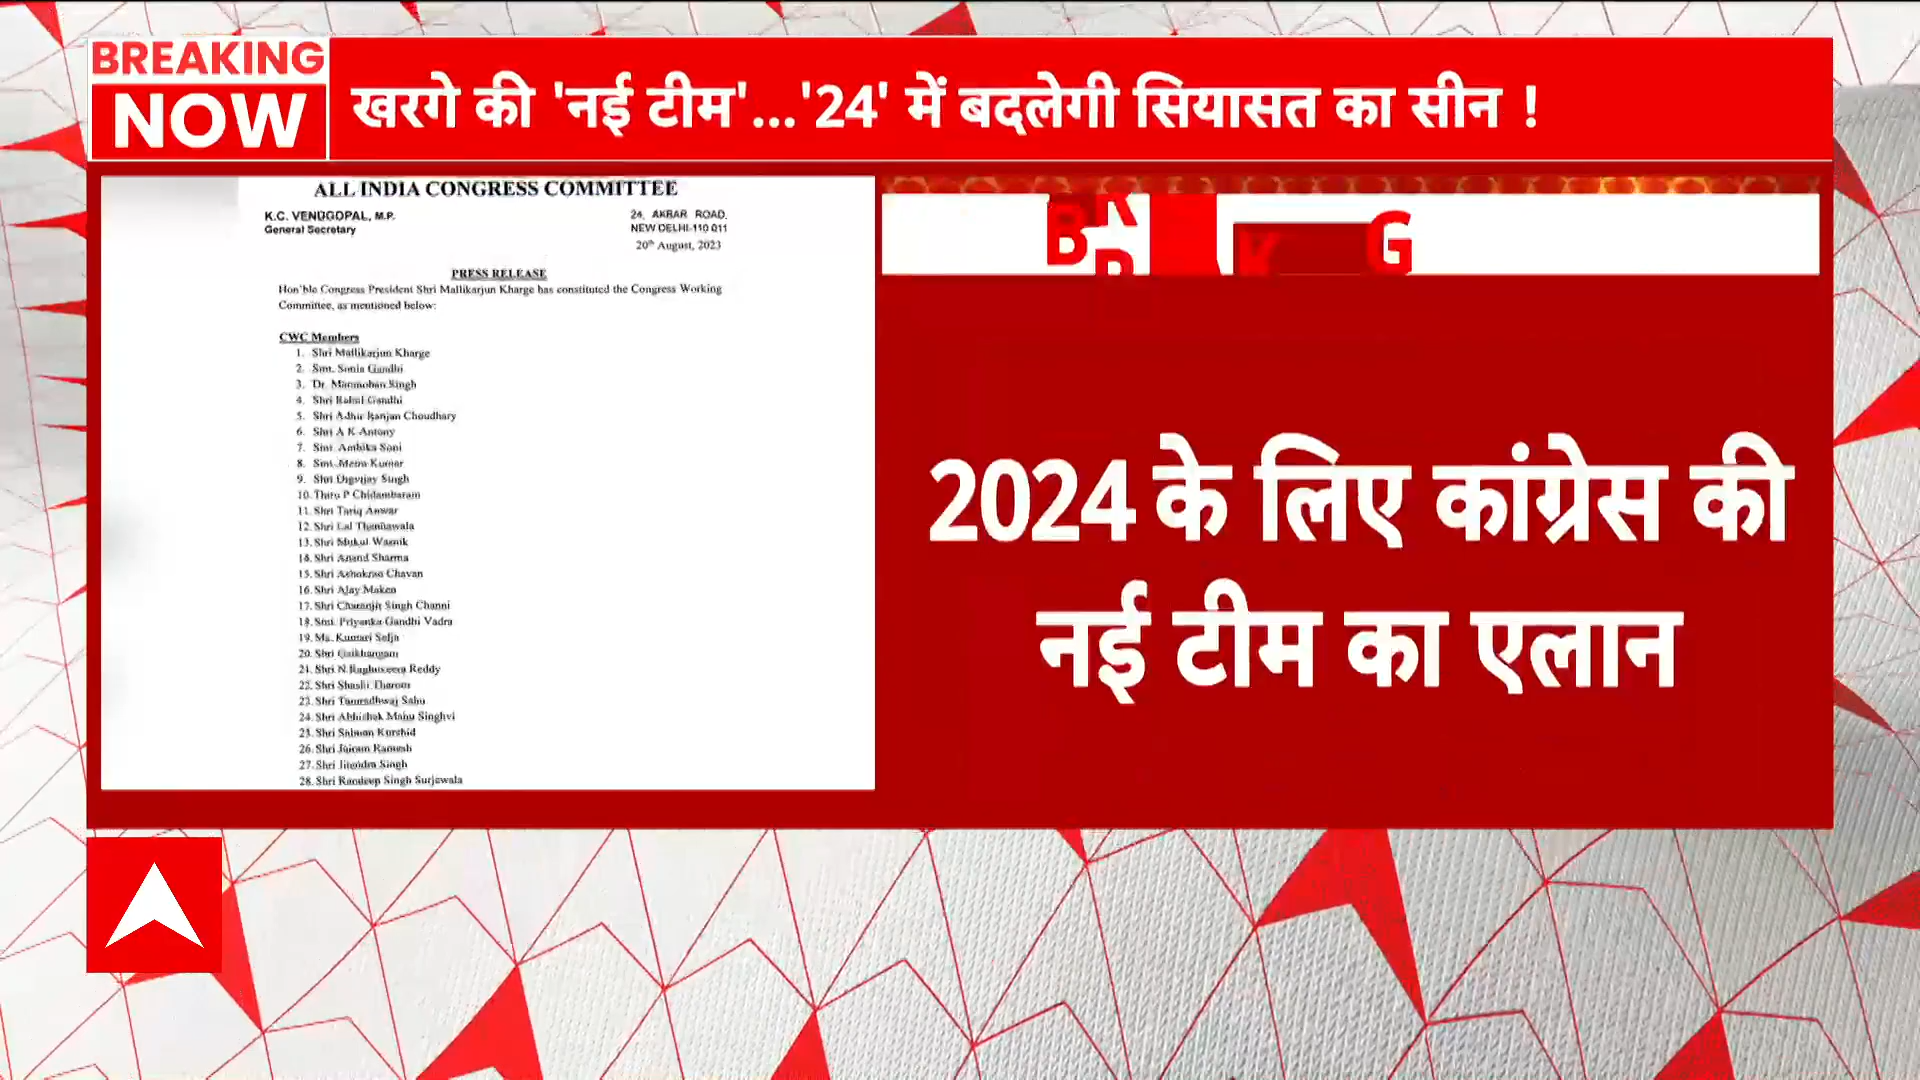 BREAKING
NOW
खरगे की 'नई टीम'...'24' में बदलेगी सियासत का सीन !
ALL INDIA CONGRESS COMMITTEE
K.C. VENUGOPAL, M.P.
General Secretary
24, AKBAR ROAD,
NEW DELHI-110 011
20th August, 2023
PRESS RELEASE
Hon'ble Congress President Shri Mallikarjun Kharge has constituted the Congress Working
Committee, as mentioned below:
CWC Members
1. Shri Mallikarjun Kharge
2. Smt. Sonia Gandhi
3. Dr. Manmohan Singh
4. Shri Rahul Gandhi
5. Shri Adhir Ranjan Choudhary
6. Shri A K Antony
7. Smt. Ambika Soni
8. Smt. Meira Kumar
9. Shri Digvijay Singh
10. Thiru P Chidambaram
11. Shri Tariq Anwar
12. Shri Lal Thanhawala
13. Shri Mukul Wasnik
14. Shri Anand Sharma
15. Shri Ashokrao Chavan
16. Shri Ajay Maken
17. Shri Charanjit Singh Channi
18. Smt. Priyanka Gandhi Vadra
19. Ms. Kumari Selja
20. Shri Gaikhangam
21. Shri N Raghuveera Reddy
22. Shri Shashi Tharoor
23. Shri Tamradhwaj Sahu
24. Shri Abhishek Manu Singhvi
25. Shri Salman Kurshid
26. Shri Jairam Ramesh
27. Shri Jitendra Singh
28. Shri Randeep Singh Surjewala
2024 के लिए कांग्रेस की
नई टीम का एलान